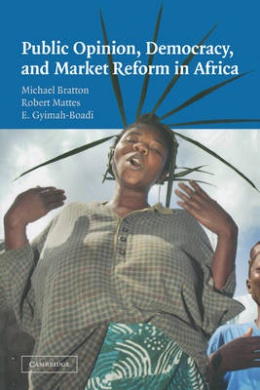 Public Opinion, Democracy,
and Market Reform in Africa
Michael Bratton
Robert Mattes
E. Gyimah-Boadi
CAMBRIDGE